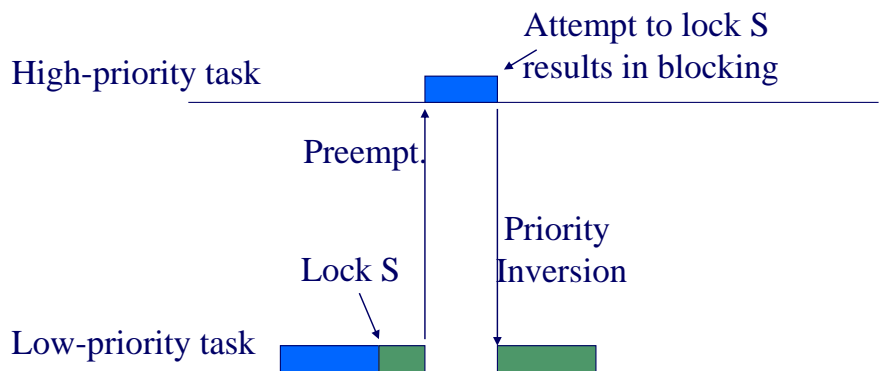 Attempt to lock S
results in blocking
High-priority task
Preempt.
Priority
Inversion
Lock S
Low-priority task